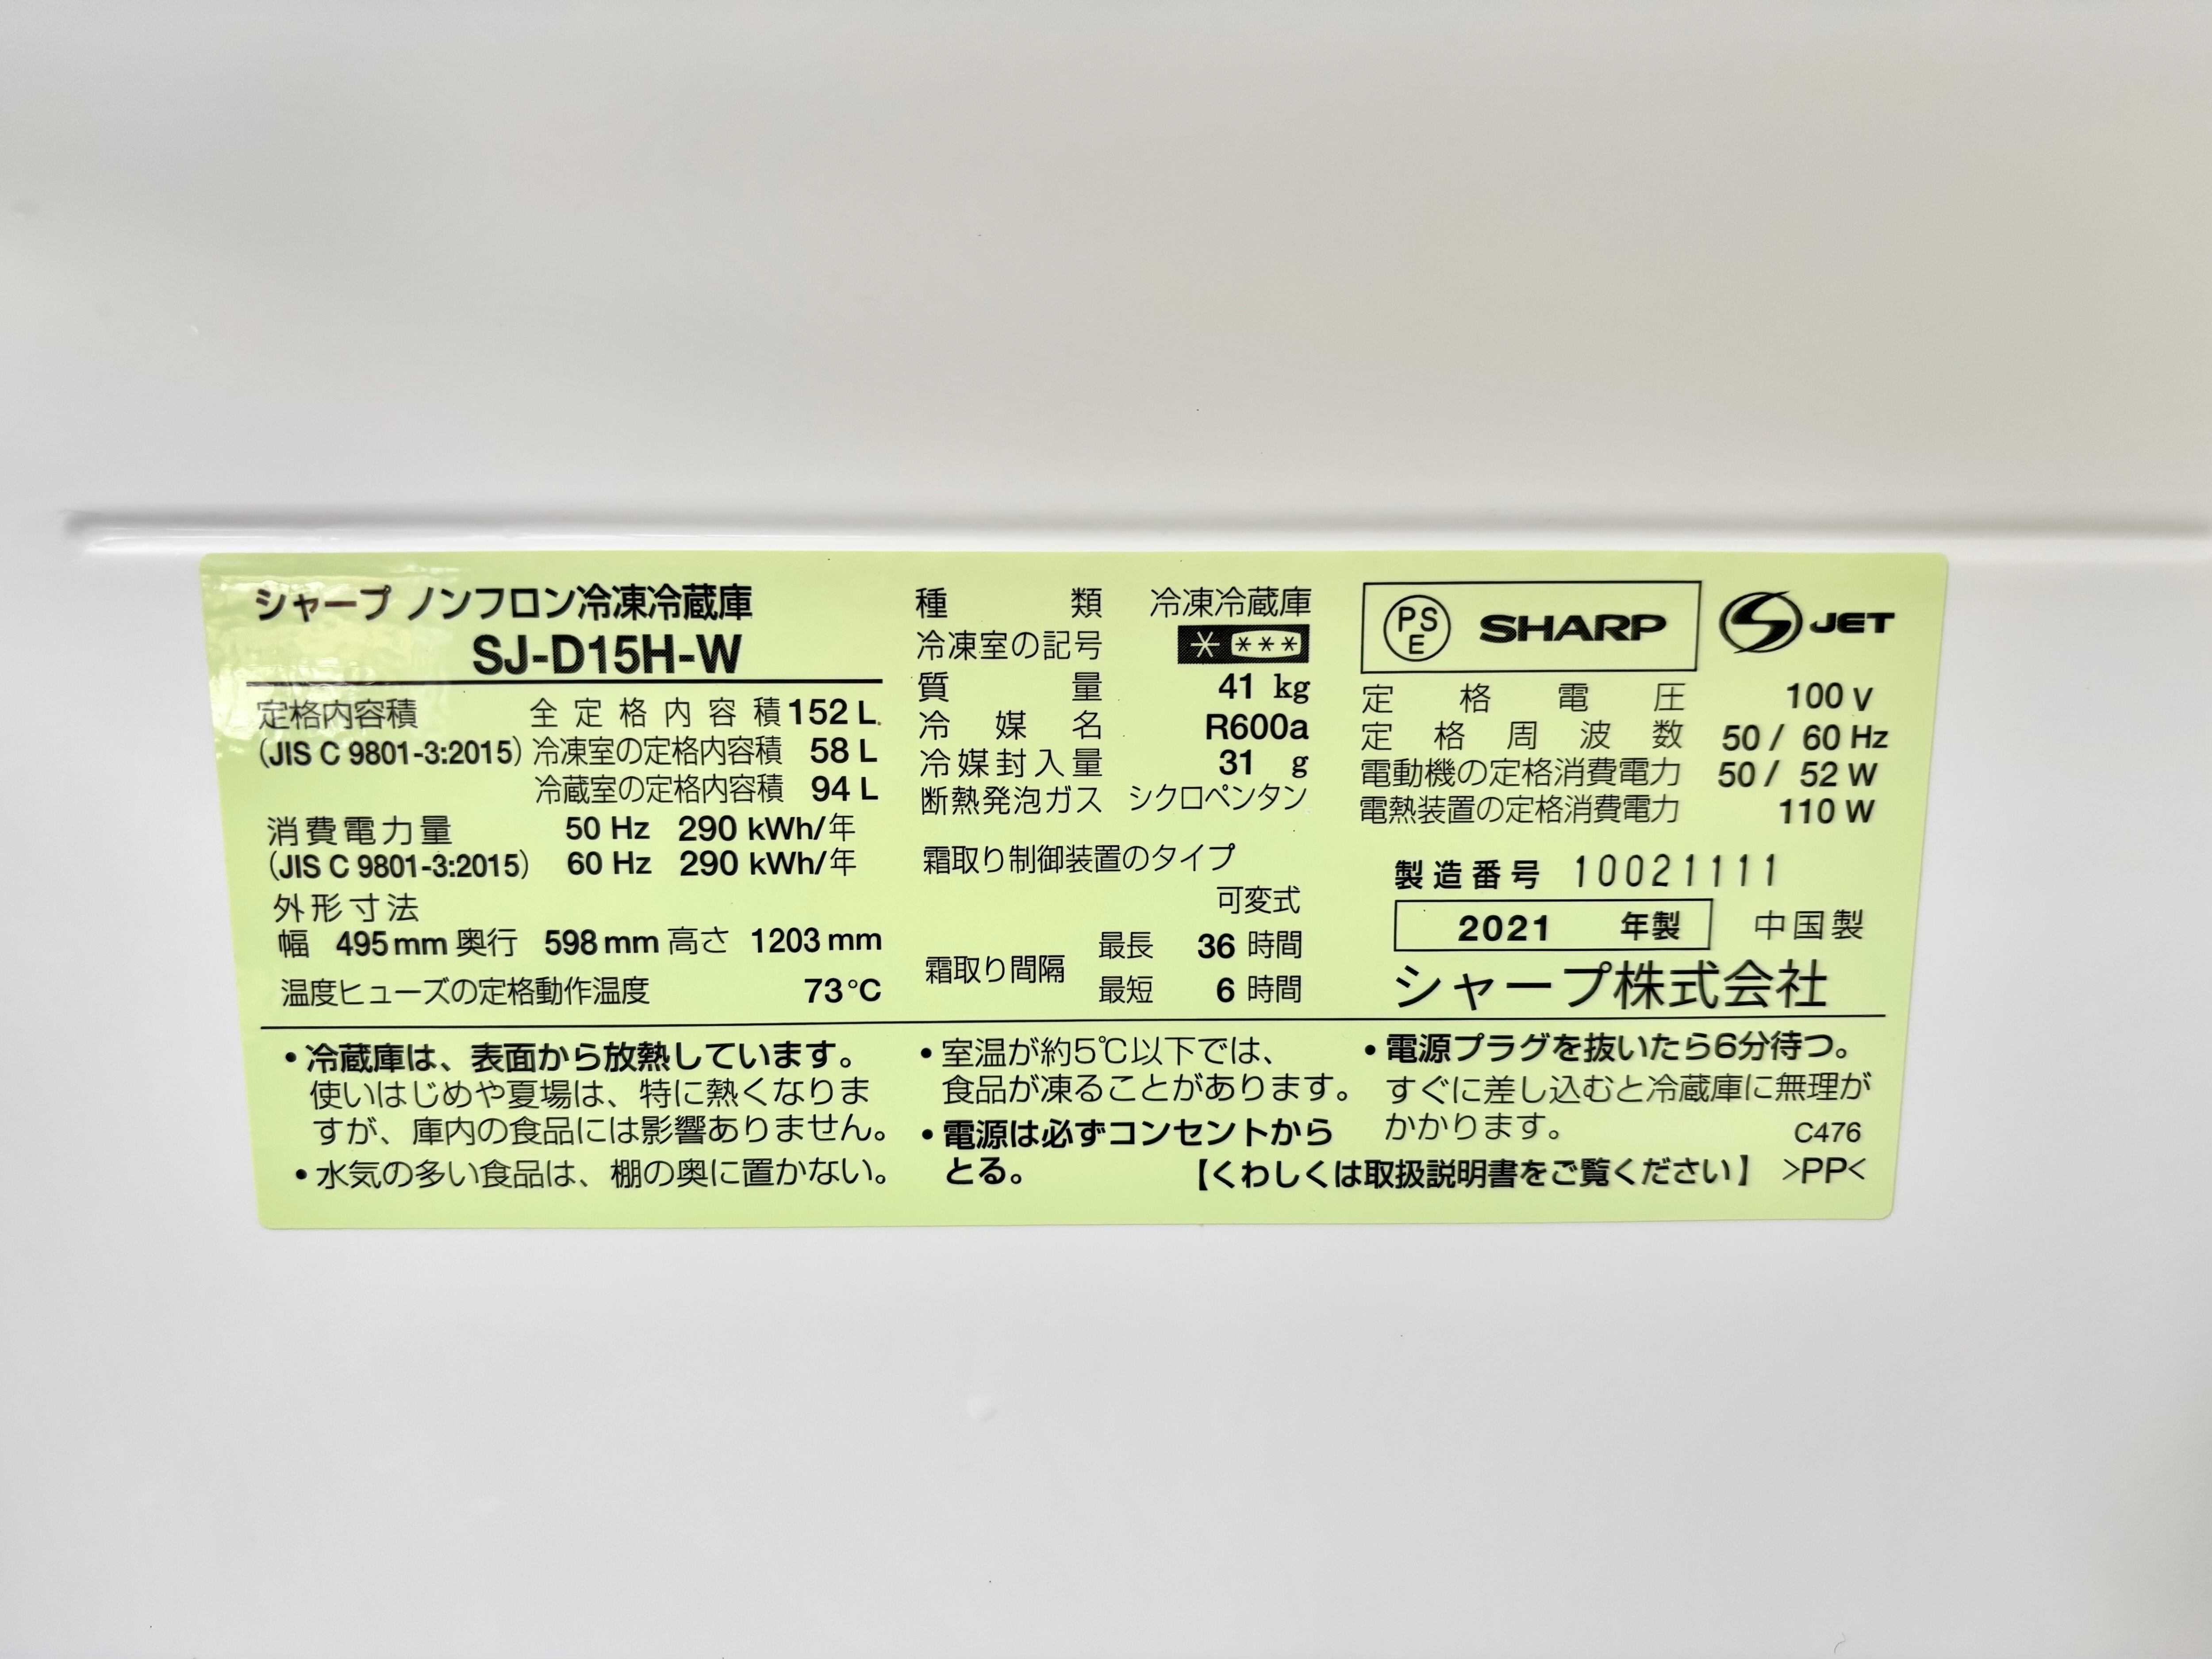 シャープ ノンフロン冷凍冷蔵庫
SJ-D15H-W
定格内容積 全定格内容積 152 L
(JIS C 9801-3:2015) 冷凍室の定格内容積 58 L
冷蔵室の定格内容積 94 L
消費電力量 50 Hz 290 kWh/年
(JIS C 9801-3:2015) 60 Hz 290 kWh/年
外形寸法
幅 495 mm 奥行 598 mm 高さ 1203 mm
温度ヒューズの定格動作温度 73℃
種類 冷凍冷蔵庫
冷凍室の記号 * ***
質量 41 kg
冷媒名 R600a
冷媒封入量 31 g
断熱発泡ガス シクロペンタン
霜取り制御装置のタイプ
可変式
霜取り間隔 最長 36 時間
最短 6 時間
PSE SHARP JET
定格電圧 100 V
定格周波数 50 / 60 Hz
電動機の定格消費電力 50 / 52 W
電熱装置の定格消費電力 110 W
製造番号 10021111
2021 年製 中国製
シャープ株式会社
・冷蔵庫は、表面から放熱しています。
使いはじめや夏場は、特に熱くなりま
すが、庫内の食品には影響ありません。
・水気の多い食品は、棚の奥に置かない。
・室温が約5℃以下では、
食品が凍ることがあります。
・電源は必ずコンセントから
とる。
・電源プラグを抜いたら6分待つ。
すぐに差し込むと冷蔵庫に無理が
かかります。 C476
【くわしくは取扱説明書をご覧ください】 >PP<